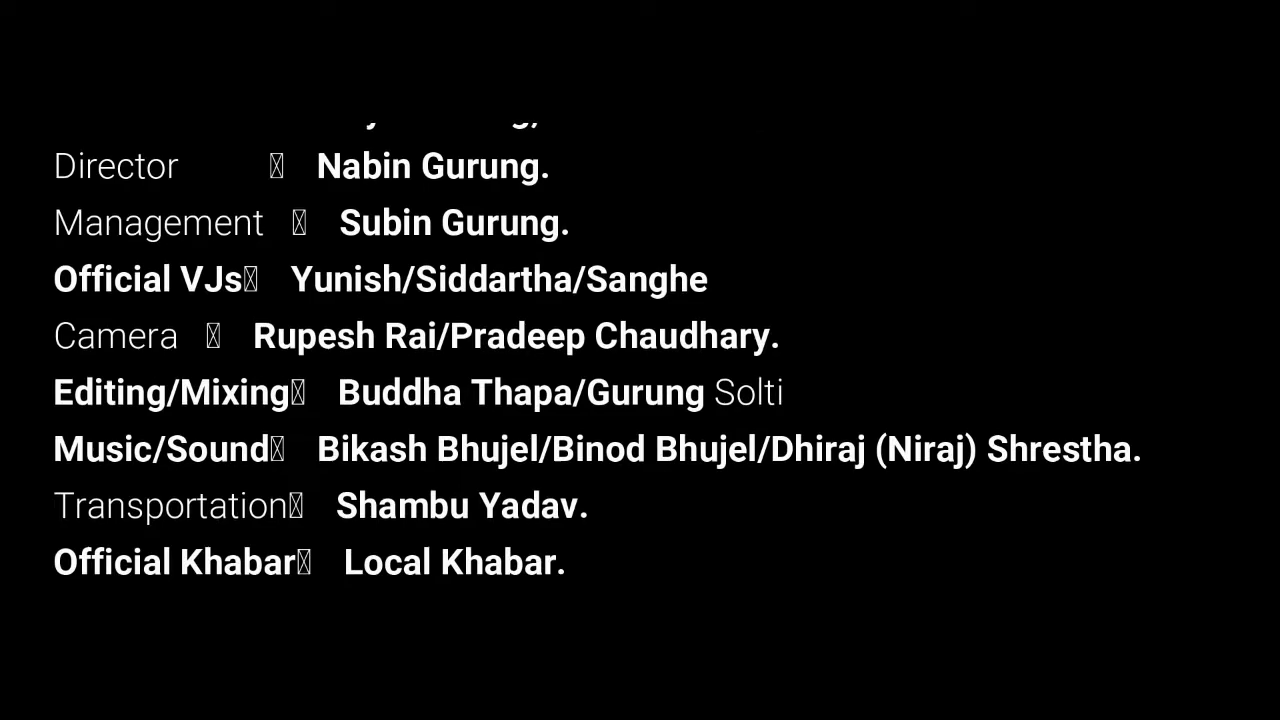 Director Nabin Gurung.
Management Subin Gurung.
Official VJs Yunish/Siddartha/Sanghe
Camera Rupesh Rai/Pradeep Chaudhary.
Editing/Mixing Buddha Thapa/Gurung Solti
Music/Sound Bikash Bhujel/Binod Bhujel/Dhiraj (Niraj) Shrestha.
Transportation Shambu Yadav.
Official Khabar Local Khabar.